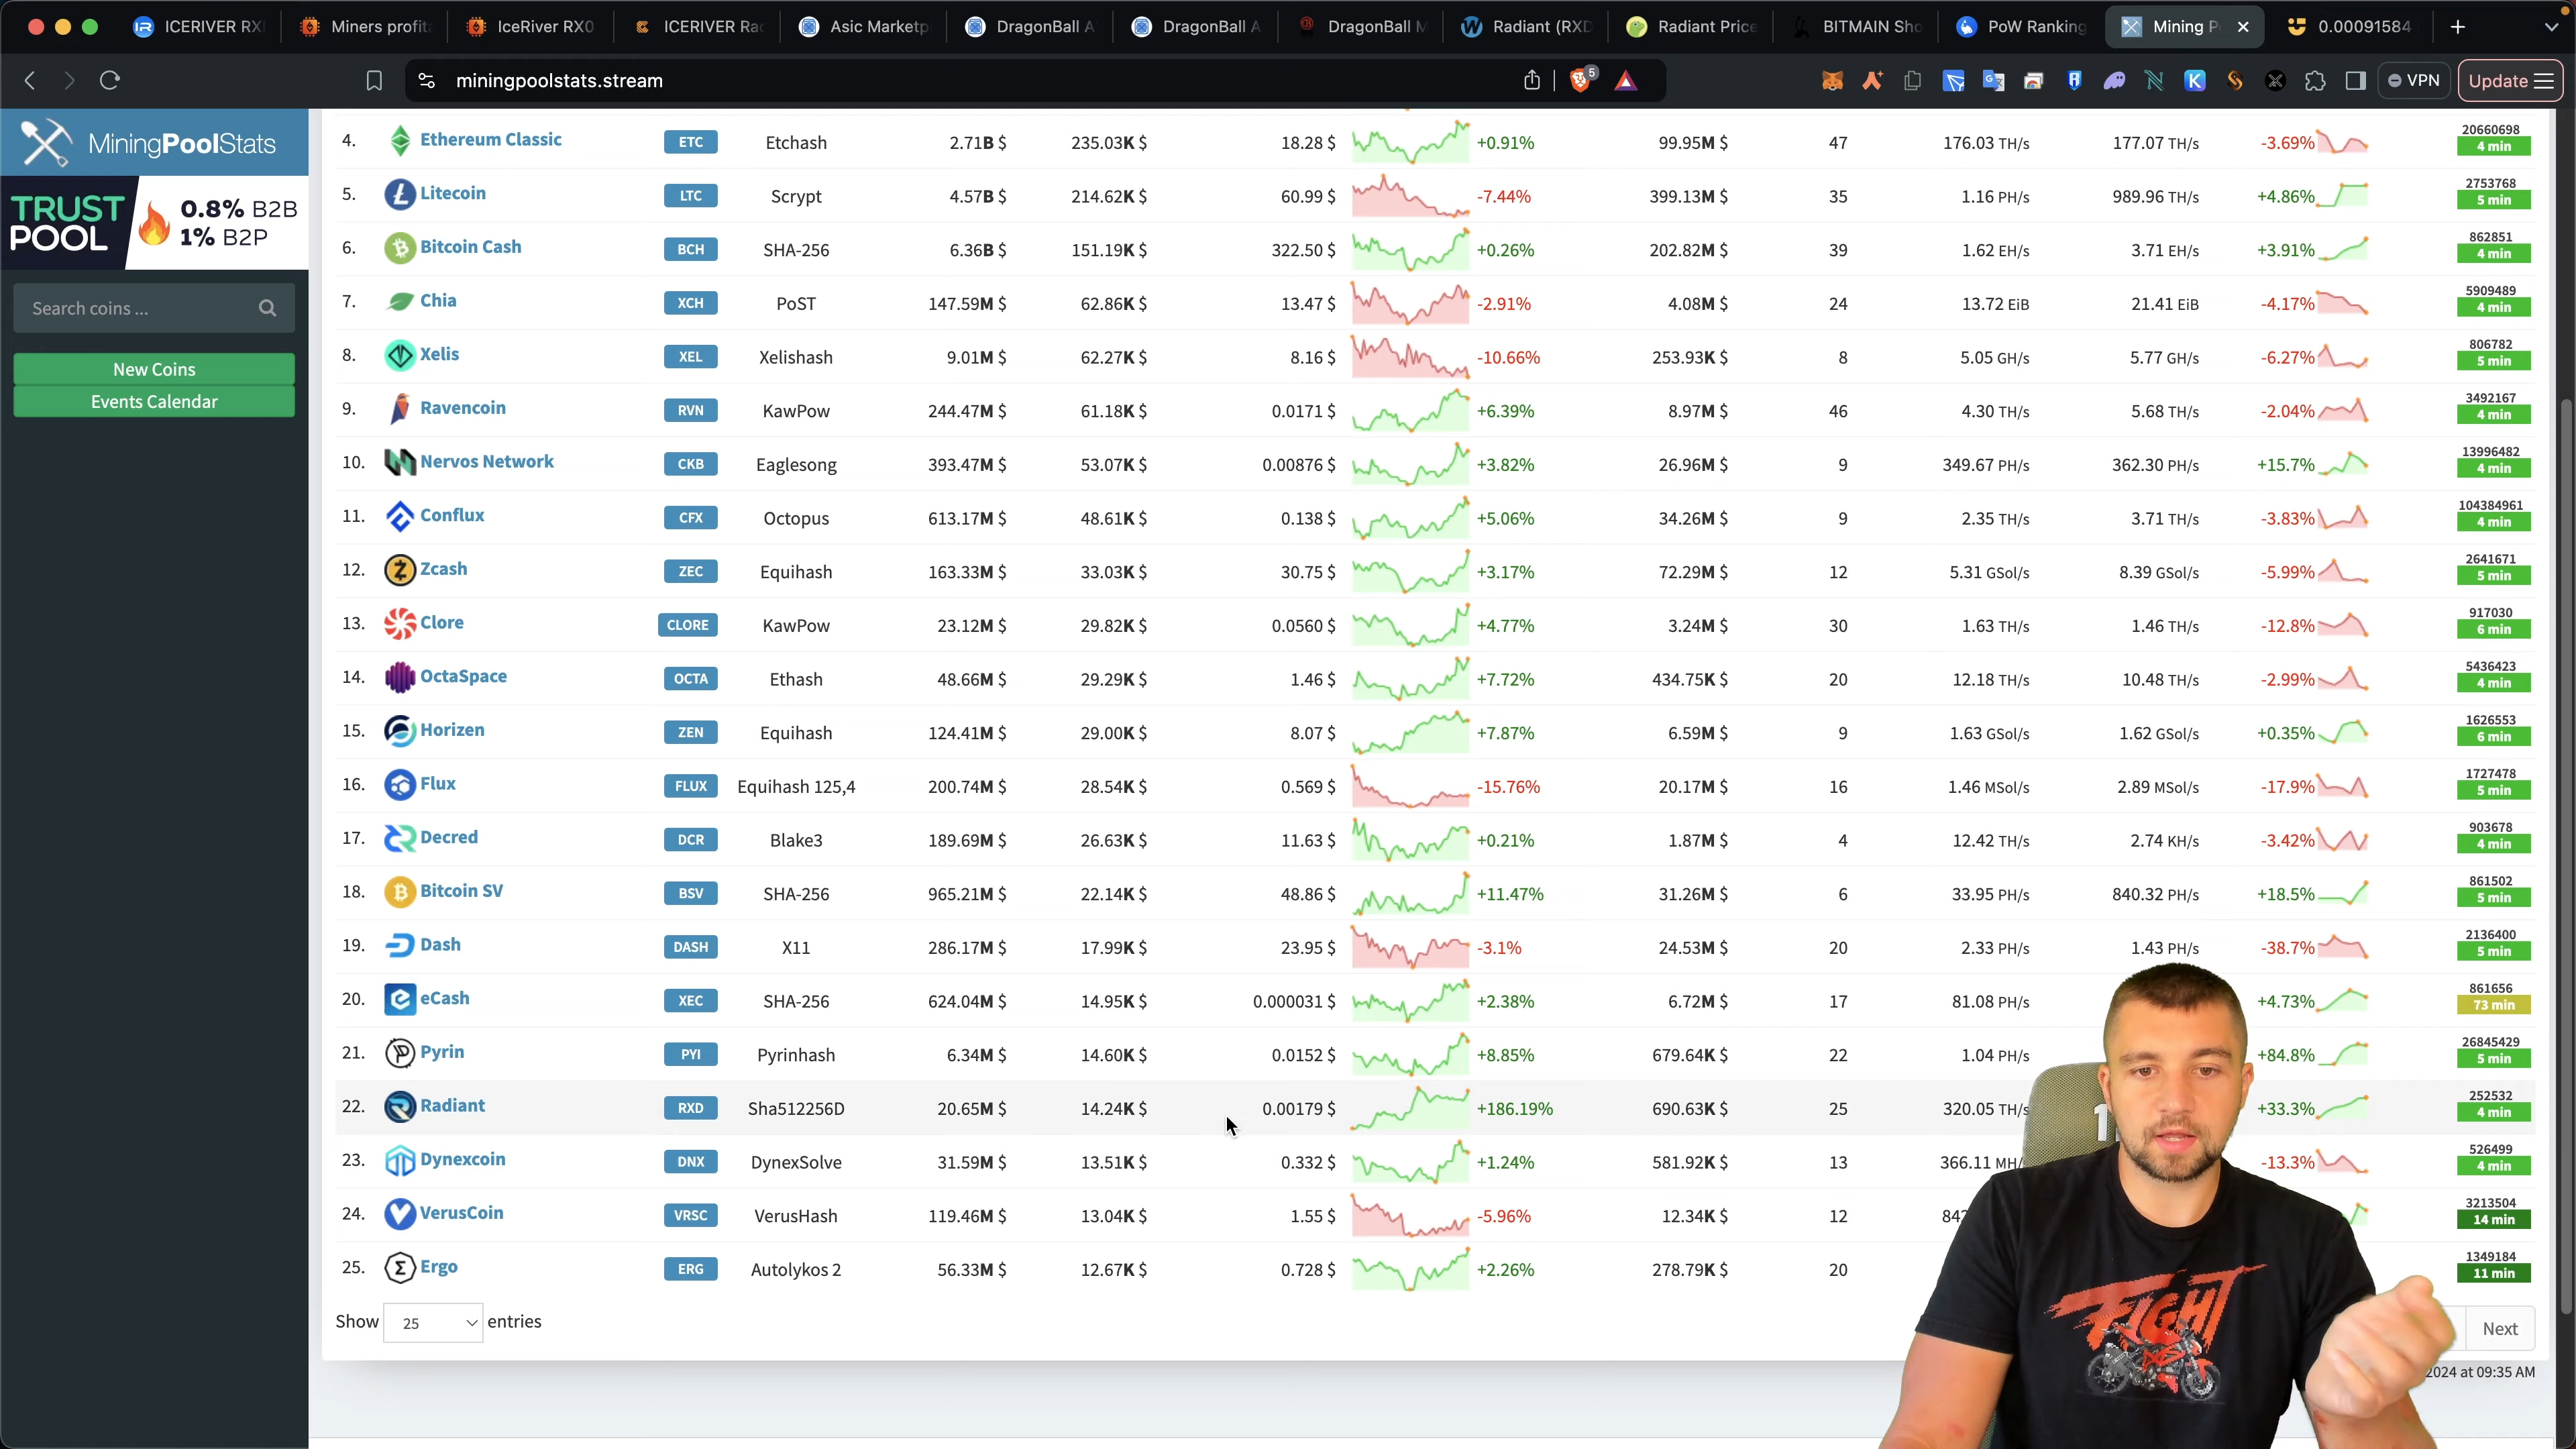 ICERIVER RX
Miners profit
IceRiver RX0
ICERIVER Ra
Asic Marketp
DragonBall A
DragonBall A
DragonBall M
Radiant (RXD
Radiant Price
BITMAIN Sho
PoW Ranking
Mining P
0.00091584
miningpoolstats.stream
5
VPN
Update
MiningPoolStats
TRUST POOL
0.8% B2B
1% B2P
Search coins ...
New Coins
Events Calendar
4. Ethereum Classic ETC Etchash 2.71B $ 235.03K $ 18.28 $ +0.91% 99.95M $ 47 176.03 TH/s 177.07 TH/s -3.69% 20660698 4 min
5. Litecoin LTC Scrypt 4.57B $ 214.62K $ 60.99 $ -7.44% 399.13M $ 35 1.16 PH/s 989.96 TH/s +4.86% 2753768 5 min
6. Bitcoin Cash BCH SHA-256 6.36B $ 151.19K $ 322.50 $ +0.26% 202.82M $ 39 1.62 EH/s 3.71 EH/s +3.91% 862851 4 min
7. Chia XCH PoST 147.59M $ 62.86K $ 13.47 $ -2.91% 4.08M $ 24 13.72 EiB 21.41 EiB -4.17% 5909489 4 min
8. Xelis XEL Xelishash 9.01M $ 62.27K $ 8.16 $ -10.66% 253.93K $ 8 5.05 GH/s 5.77 GH/s -6.27% 806782 5 min
9. Ravencoin RVN KawPow 244.47M $ 61.18K $ 0.0171 $ +6.39% 8.97M $ 46 4.30 TH/s 5.68 TH/s -2.04% 3492167 4 min
10. Nervos Network CKB Eaglesong 393.47M $ 53.07K $ 0.00876 $ +3.82% 26.96M $ 9 349.67 PH/s 362.30 PH/s +15.7% 13996482 4 min
11. Conflux CFX Octopus 613.17M $ 48.61K $ 0.138 $ +5.06% 34.26M $ 9 2.35 TH/s 3.71 TH/s -3.83% 104384961 4 min
12. Zcash ZEC Equihash 163.33M $ 33.03K $ 30.75 $ +3.17% 72.29M $ 12 5.31 GSol/s 8.39 GSol/s -5.99% 2641671 5 min
13. Clore CLORE KawPow 23.12M $ 29.82K $ 0.0560 $ +4.77% 3.24M $ 30 1.63 TH/s 1.46 TH/s -12.8% 917030 6 min
14. OctaSpace OCTA Ethash 48.66M $ 29.29K $ 1.46 $ +7.72% 434.75K $ 20 12.18 TH/s 10.48 TH/s -2.99% 5436423 4 min
15. Horizen ZEN Equihash 124.41M $ 29.00K $ 8.07 $ +7.87% 6.59M $ 9 1.63 GSol/s 1.62 GSol/s +0.35% 1626553 6 min
16. Flux FLUX Equihash 125,4 200.74M $ 28.54K $ 0.569 $ -15.76% 20.17M $ 16 1.46 MSol/s 2.89 MSol/s -17.9% 1727478 5 min
17. Decred DCR Blake3 189.69M $ 26.63K $ 11.63 $ +0.21% 1.87M $ 4 12.42 TH/s 2.74 KH/s -3.42% 903678 4 min
18. Bitcoin SV BSV SHA-256 965.21M $ 22.14K $ 48.86 $ +11.47% 31.26M $ 6 33.95 PH/s 840.32 PH/s +18.5% 861502 5 min
19. Dash DASH X11 286.17M $ 17.99K $ 23.95 $ -3.1% 24.53M $ 20 2.33 PH/s 1.43 PH/s -38.7% 2136400 5 min
20. eCash XEC SHA-256 624.04M $ 14.95K $ 0.000031 $ +2.38% 6.72M $ 17 81.08 PH/s +4.73% 861656 73 min
21. Pyrin PYI Pyrinhash 6.34M $ 14.60K $ 0.0152 $ +8.85% 679.64K $ 22 1.04 PH/s +84.8% 26845429 5 min
22. Radiant RXD Sha512256D 20.65M $ 14.24K $ 0.00179 $ +186.19% 690.63K $ 25 320.05 TH/s +33.3% 252532 4 min
23. Dynexcoin DNX DynexSolve 31.59M $ 13.51K $ 0.332 $ +1.24% 581.92K $ 13 366.11 MH/ -13.3% 526499 4 min
24. VerusCoin VRSC VerusHash 119.46M $ 13.04K $ 1.55 $ -5.96% 12.34K $ 12 3213504 14 min
25. Ergo ERG Autolykos 2 56.33M $ 12.67K $ 0.728 $ +2.26% 278.79K $ 20 1349184 11 min
Show 25 entries
Next
2024 at 09:35 AM
FIGHT